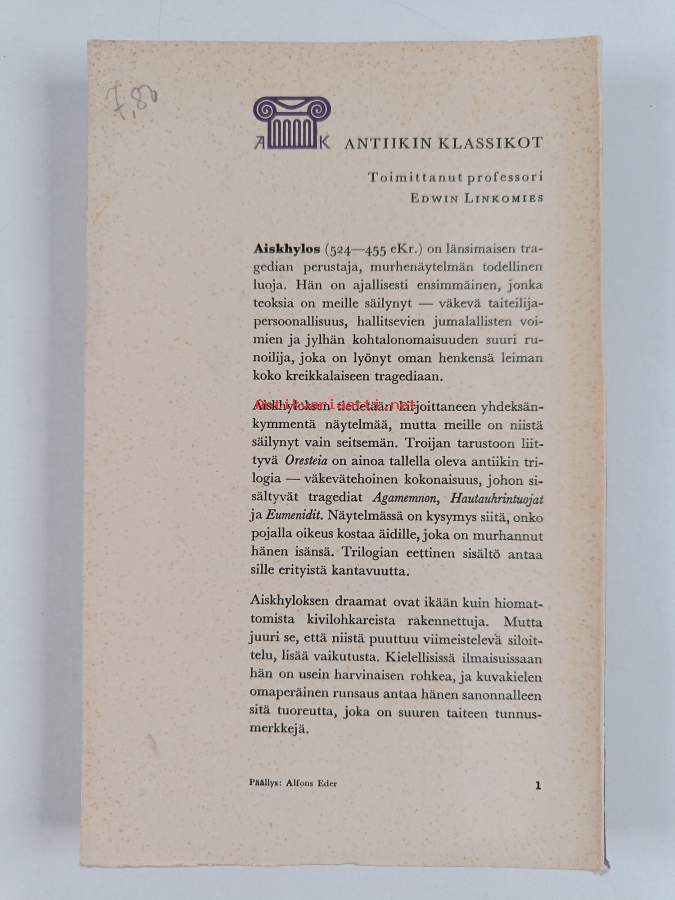 7,80
A K ANTIIKIN KLASSIKOT
Toimittanut professori
EDWIN LINKOMIES
Aiskhylos (524—455 eKr.) on länsimaisen tra-
gedian perustaja, murhenäytelmän todellinen
luoja. Hän on ajallisesti ensimmäinen, jonka
teoksia on meille säilynyt — väkevä taiteilija-
persoonallisuus, hallitsevien jumalallisten voi-
mien ja jylhän kohtalonomaisuuden suuri ru-
noilija, joka on lyönyt oman henkensä leiman
koko kreikkalaiseen tragediaan.
Antikvariaatti.net
Aiskhyloksen tiedetään kirjoittaneen yhdeksän-
kymmentä näytelmää, mutta meille on niistä
säilynyt vain seitsemän. Troijan tarustoon liit-
tyvä Oresteia on ainoa tallella oleva antiikin tri-
logia — väkevätehoinen kokonaisuus, johon si-
sältyvät tragediat Agamemnon, Hautauhrintuojat
ja Eumenidit. Näytelmässä on kysymys siitä, onko
pojalla oikeus kostaa äidille, joka on murhannut
hänen isänsä. Trilogian eettinen sisältö antaa
sille erityistä kantavuutta.
Aiskhyloksen draamat ovat ikään kuin hiomat-
tomista kivilohkareista rakennettuja. Mutta
juuri se, että niistä puuttuu viimeistelevä siloit-
telu, lisää vaikutusta. Kielellisissä ilmaisuissaan
hän on usein harvinaisen rohkea, ja kuvakielen
omaperäinen runsaus antaa hänen sanonnalleen
sitä tuoreutta, joka on suuren taiteen tunnus-
merkkejä.
Päällys: Alfons Eder 1